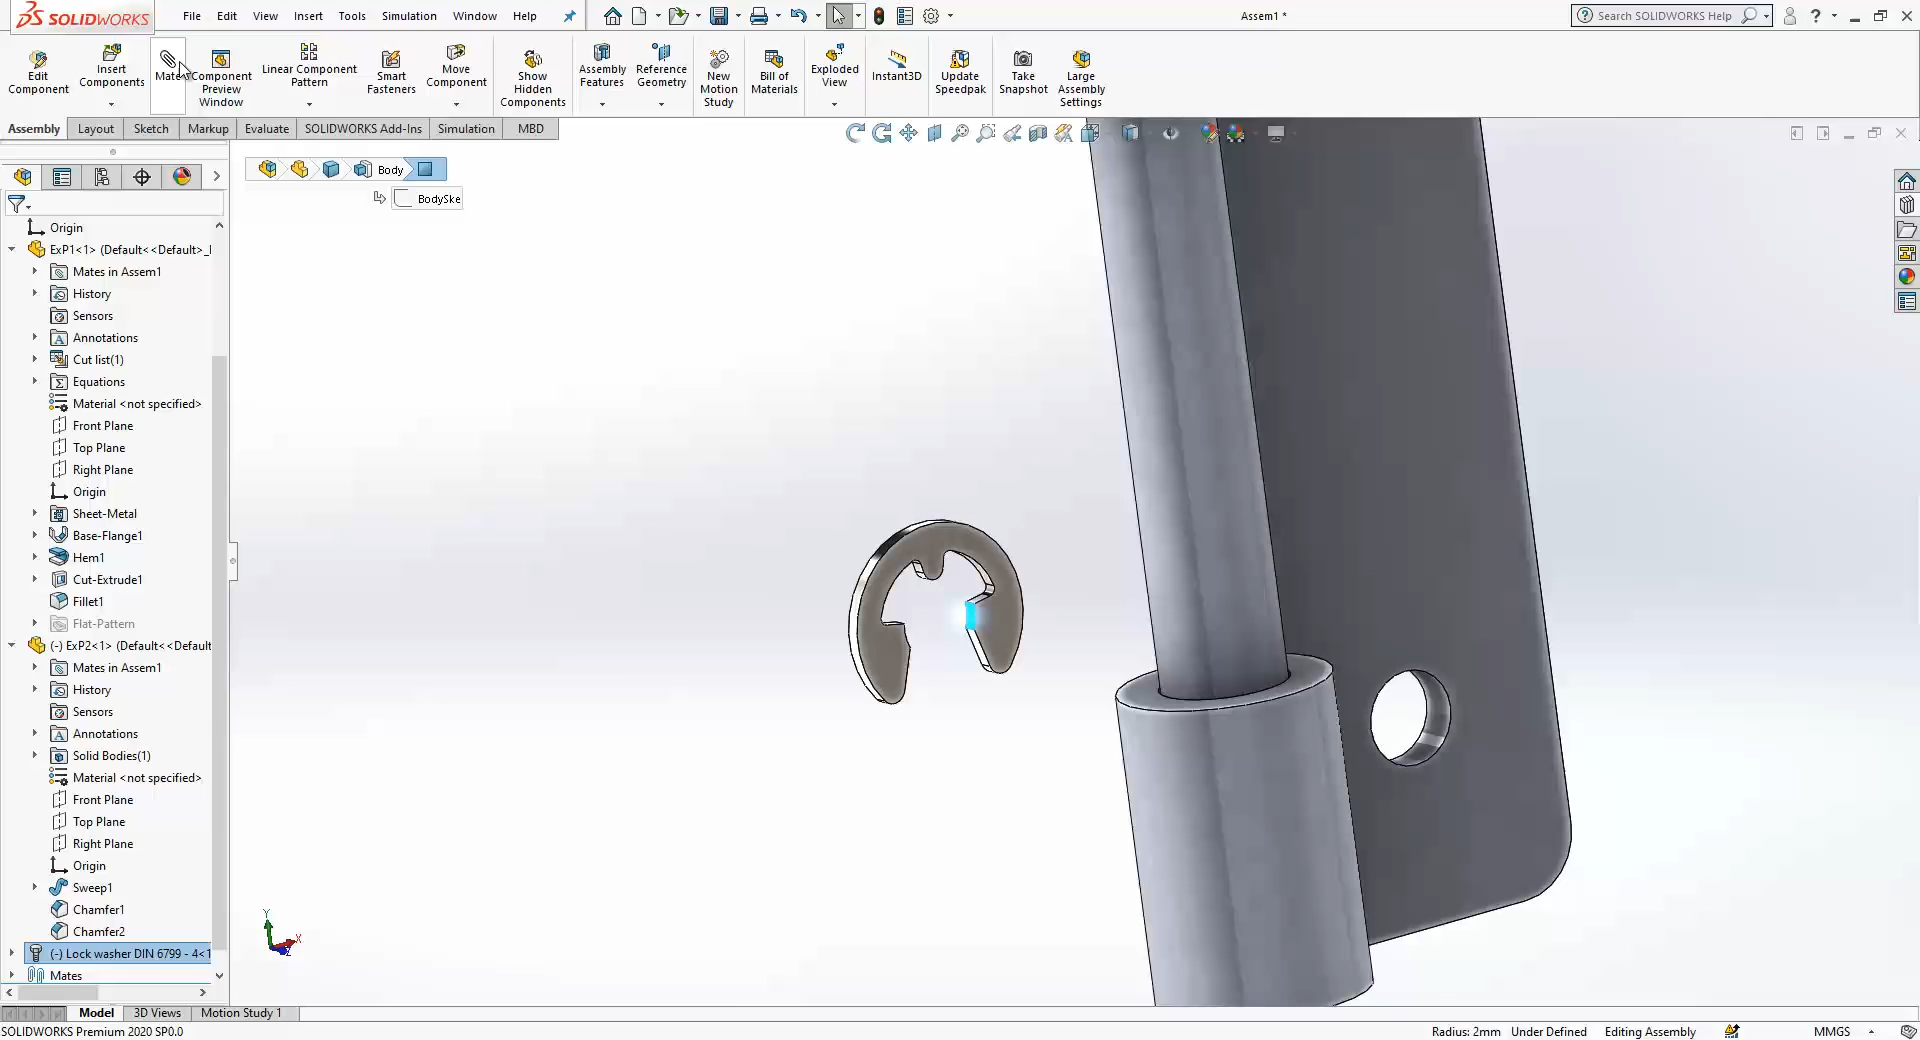 SOLIDWORKS
File Edit View Insert Tools Simulation Window Help
Assem1 *
Search SOLIDWORKS Help
Edit Component
Insert Components
Mate
Component Preview Window
Linear Component Pattern
Smart Fasteners
Move Component
Show Hidden Components
Assembly Features
Reference Geometry
New Motion Study
Bill of Materials
Exploded View
Instant3D
Update Speedpak
Take Snapshot
Large Assembly Settings
Assembly Layout Sketch Markup Evaluate SOLIDWORKS Add-Ins Simulation MBD
Body
BodySke
Origin
ExP1<1> (Default<<Default>_
Mates in Assem1
History
Sensors
Annotations
Cut list(1)
Equations
Material <not specified>
Front Plane
Top Plane
Right Plane
Origin
Sheet-Metal
Base-Flange1
Hem1
Cut-Extrude1
Fillet1
Flat-Pattern
(-) ExP2<1> (Default<<Default
Mates in Assem1
History
Sensors
Annotations
Solid Bodies(1)
Material <not specified>
Front Plane
Top Plane
Right Plane
Origin
Sweep1
Chamfer1
Chamfer2
(-) Lock washer DIN 6799 - 4<1
Mates
Y
X
Z
Model 3D Views Motion Study 1
SOLIDWORKS Premium 2020 SP0.0
Radius: 2mm Under Defined Editing Assembly MMGS